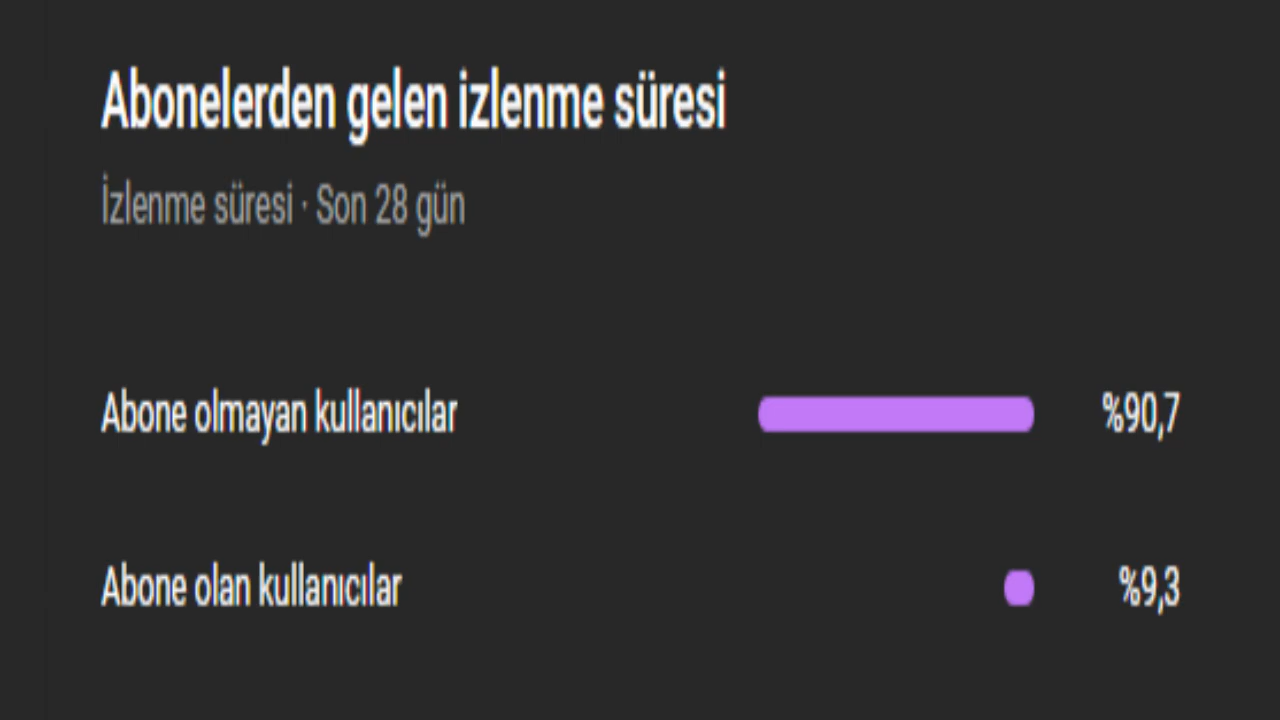 Abonelerden gelen izlenme süresi
İzlenme süresi · Son 28 gün
Abone olmayan kullanıcılar %90,7
Abone olan kullanıcılar %9,3